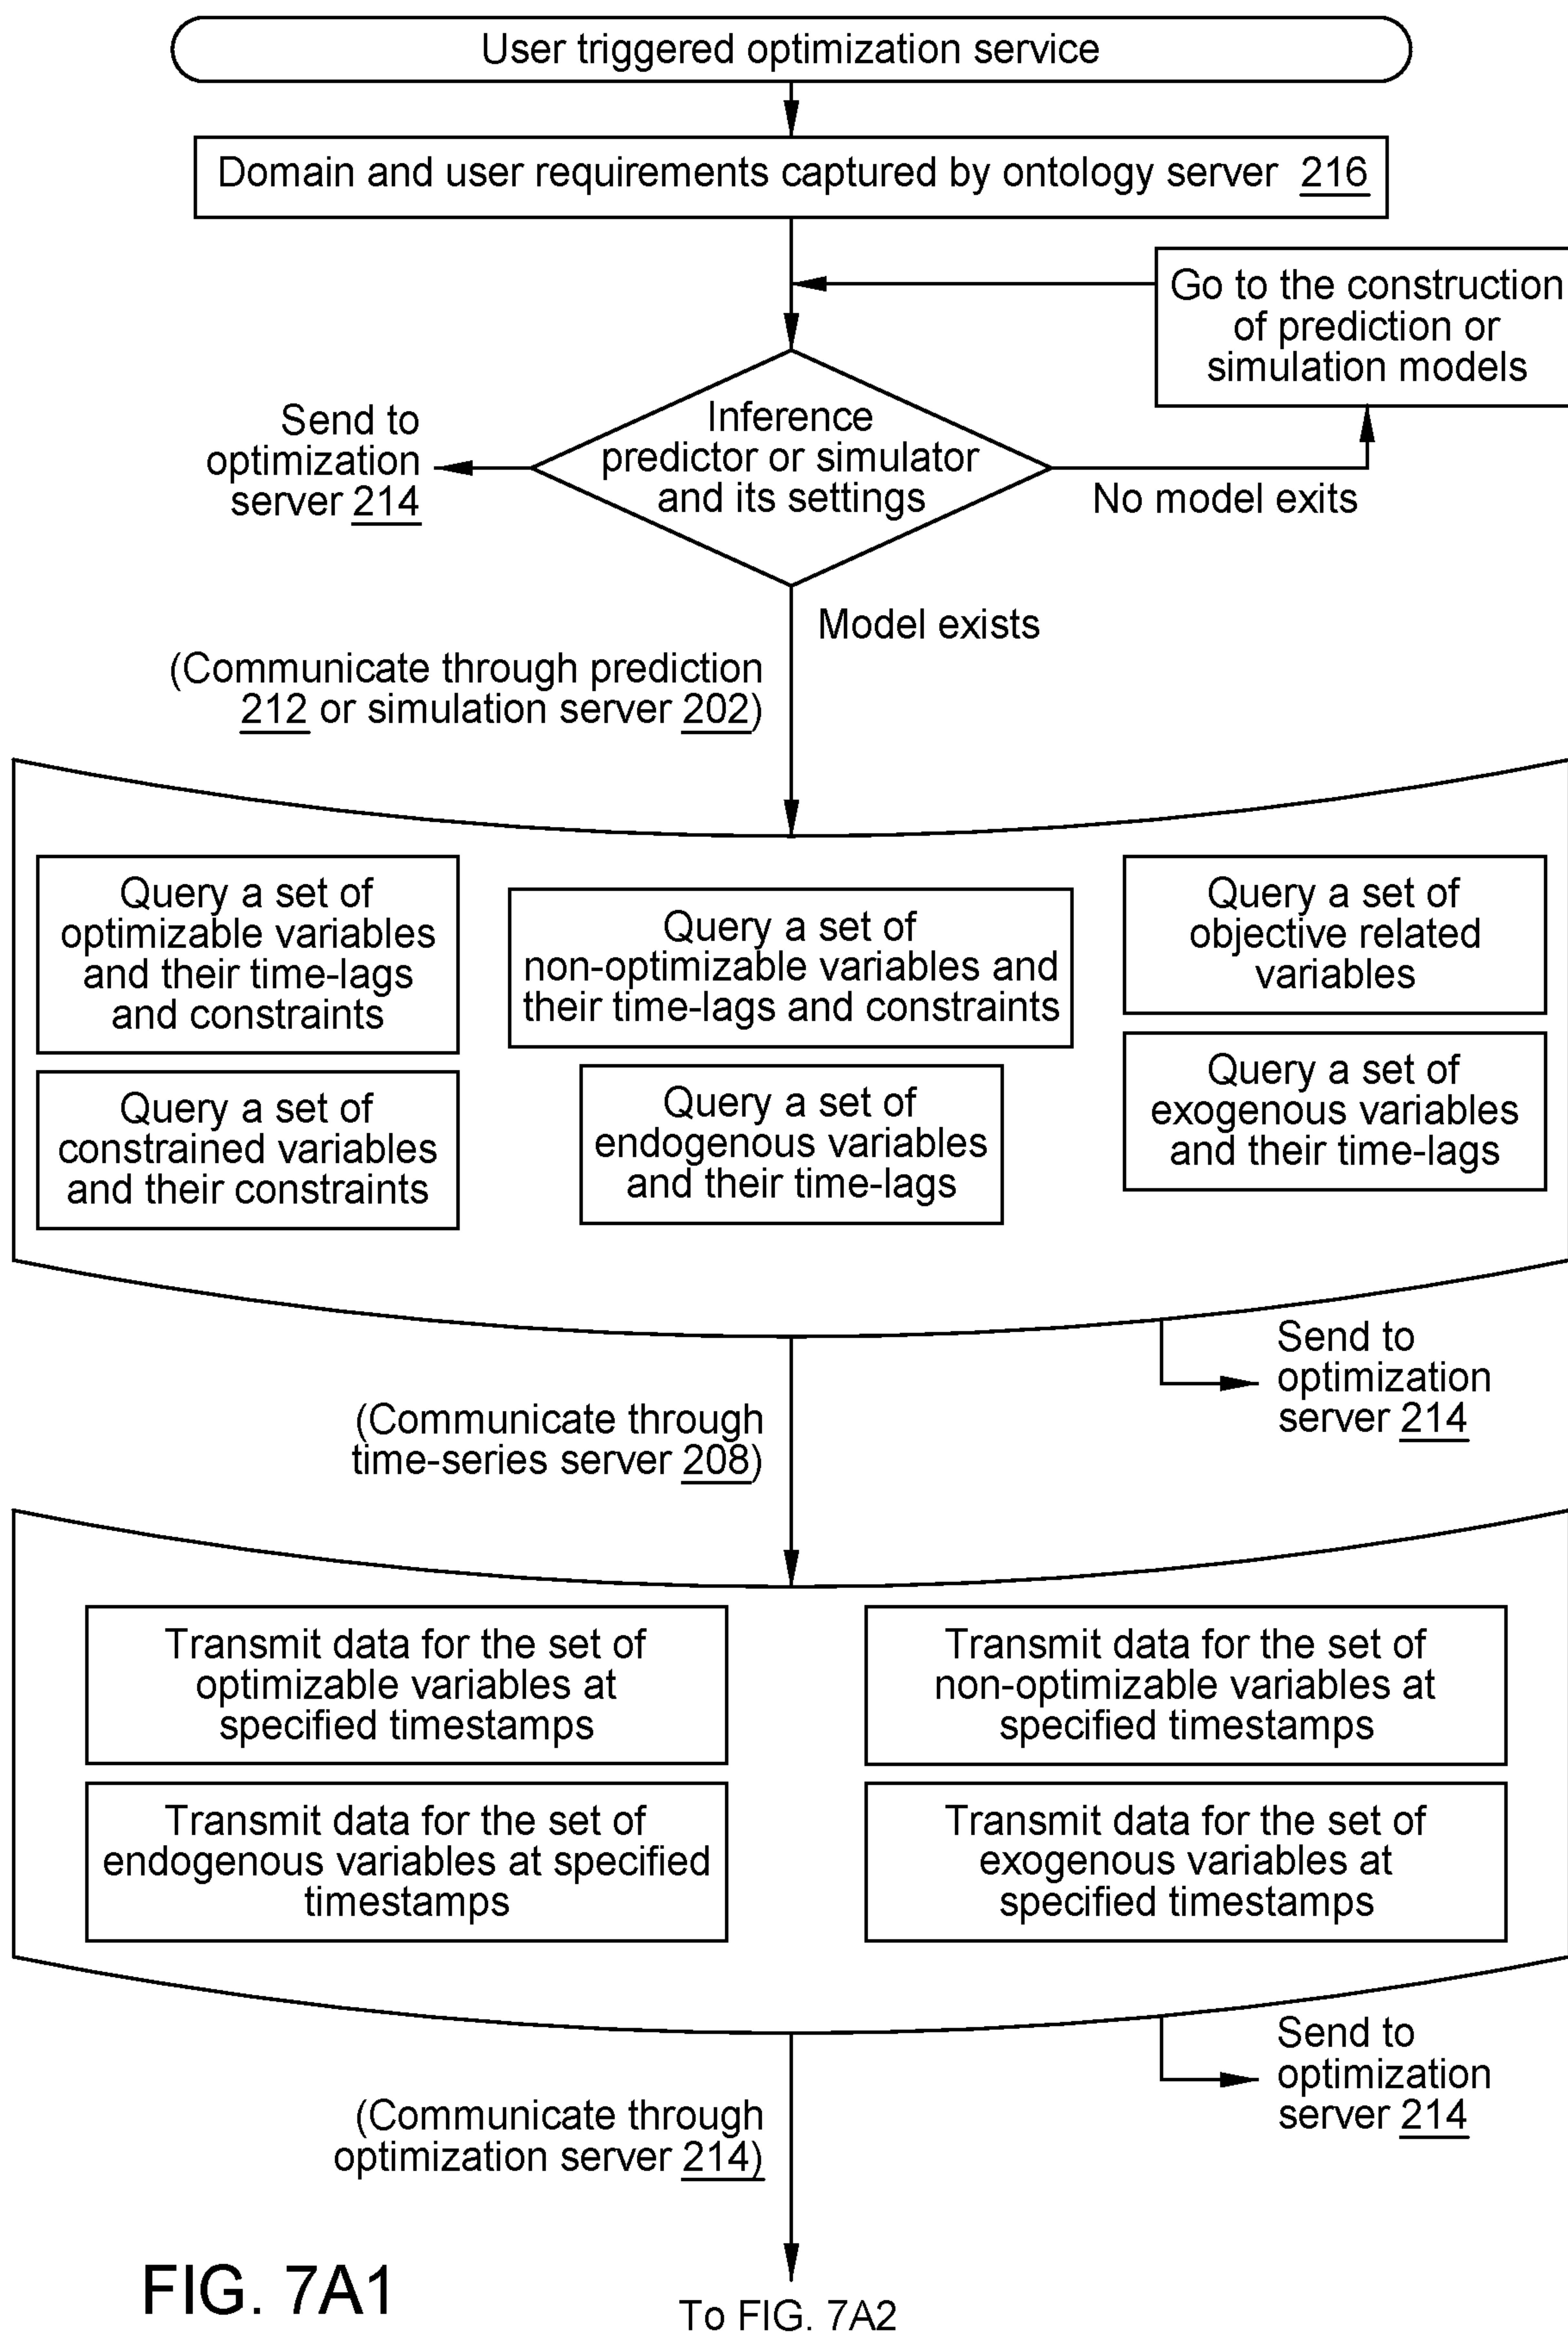 User triggered optimization service
Domain and user requirements captured by ontology server 216
Go to the construction
of prediction or
simulation models
Send to
optimization
server 214
Inference
predictor or simulator
and its settings
No model exits
Model exists
(Communicate through prediction
212 or simulation server 202)
Query a set of
optimizable variables
and their time-lags
and constraints
Query a set of
non-optimizable variables and
their time-lags and constraints
Query a set of
objective related
variables
Query a set of
constrained variables
and their constraints
Query a set of
endogenous variables
and their time-lags
Query a set of
exogenous variables
and their time-lags
Send to
optimization
server 214
(Communicate through
time-series server 208)
Transmit data for the set of
optimizable variables at
specified timestamps
Transmit data for the set of
non-optimizable variables at
specified timestamps
Transmit data for the set of
endogenous variables at specified
timestamps
Transmit data for the set of
exogenous variables at
specified timestamps
Send to
optimization
server 214
(Communicate through
optimization server 214)
FIG. 7A1
To FIG. 7A2